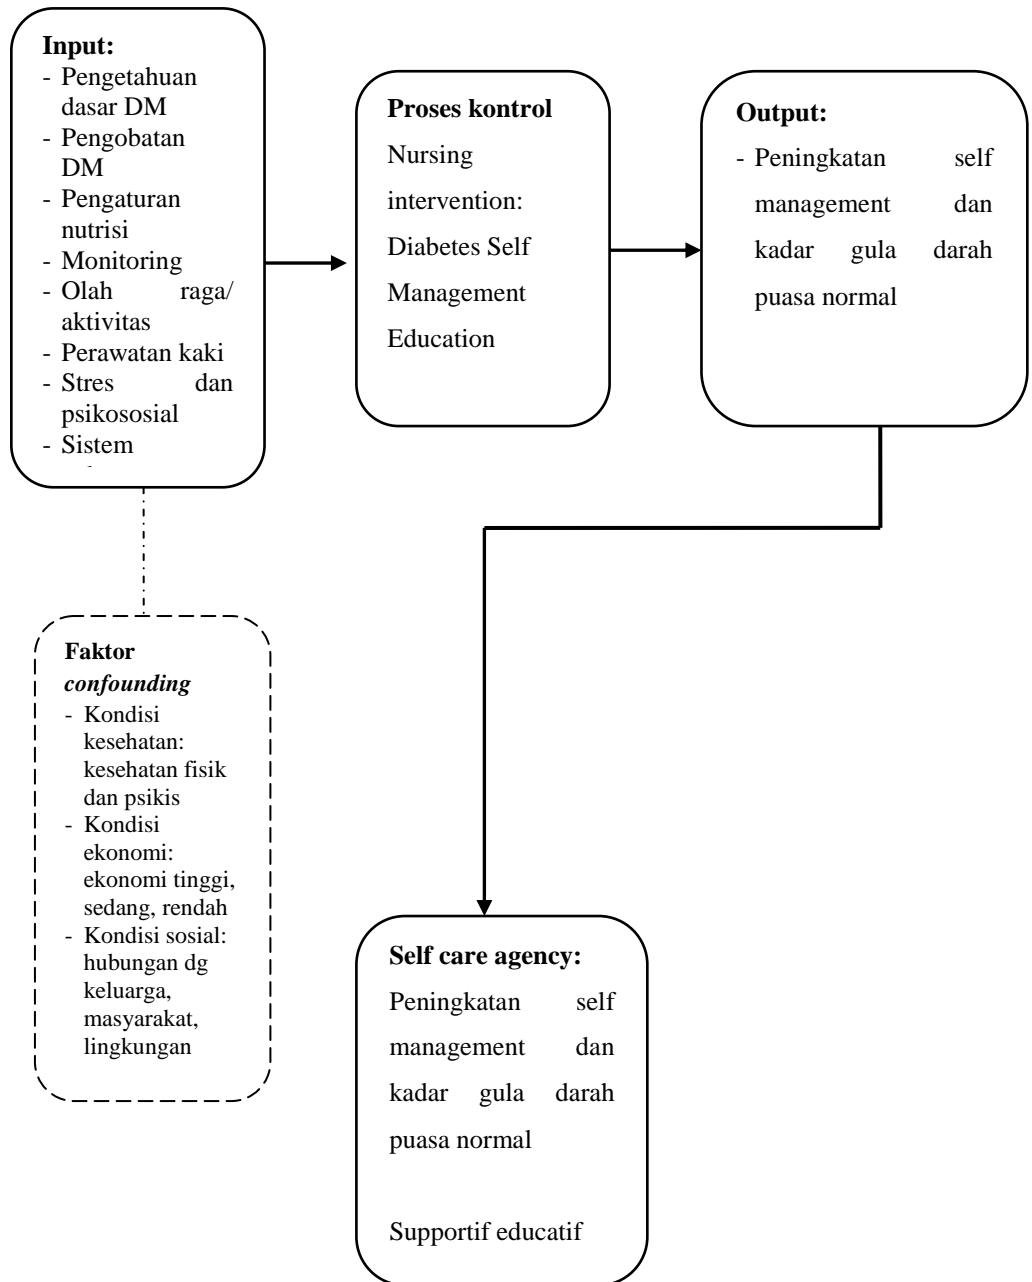 Input:
- Pengetahuan
dasar DM
- Pengobatan
DM
- Pengaturan
nutrisi
- Monitoring
- Olah raga/
aktivitas
- Perawatan kaki
- Stres dan
psikososial
- Sistem
Proses kontrol
Nursing
intervention:
Diabetes Self
Management
Education
Output:
- Peningkatan self
management dan
kadar gula darah
puasa normal
Faktor
confounding
- Kondisi
kesehatan:
kesehatan fisik
dan psikis
- Kondisi
ekonomi:
ekonomi tinggi,
sedang, rendah
- Kondisi sosial:
hubungan dg
keluarga,
masyarakat,
lingkungan
Self care agency:
Peningkatan self
management dan
kadar gula darah
puasa normal
Supportif educatif